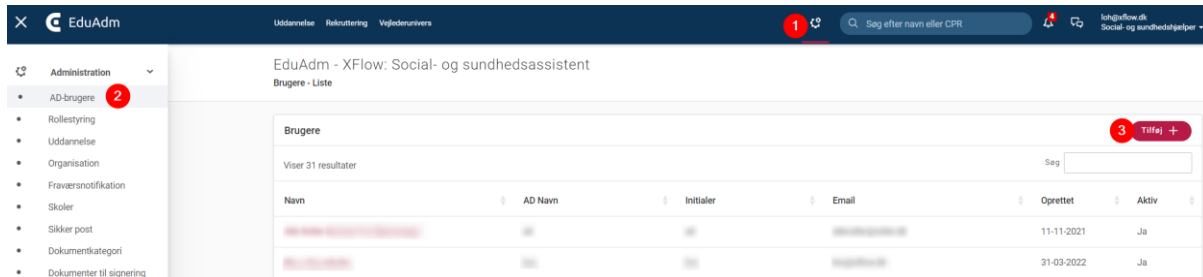 EduAdm
Uddannelse Rekruttering Vejlederunivers
1
Søg efter navn eller CPR
4
loh@xflow.dk
Social- og sundhedshjælper
Administration
AD-brugere 2
Rollestyring
Uddannelse
Organisation
Fraværsnotifikation
Skoler
Sikker post
Dokumentkategori
Dokumenter til signering
EduAdm - XFlow: Social- og sundhedsassistent
Brugere - Liste
Brugere
3 Tilføj +
Viser 31 resultater
Søg
Navn AD Navn Initialer Email Oprettet Aktiv
11-11-2021 Ja
31-03-2022 Ja